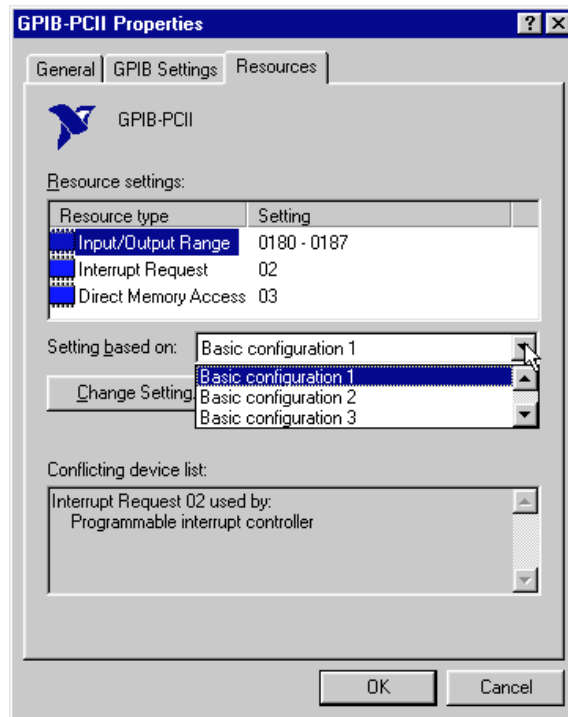 GPIB-PCII Properties
General GPIB Settings Resources
GPIB-PCII
Resource settings:
Resource type Setting
Input/Output Range 0180 - 0187
Interrupt Request 02
Direct Memory Access 03
Setting based on: Basic configuration 1
Basic configuration 1
Change Setting. Basic configuration 2
Basic configuration 3
Conflicting device list:
Interrupt Request 02 used by:
Programmable interrupt controller
OK Cancel